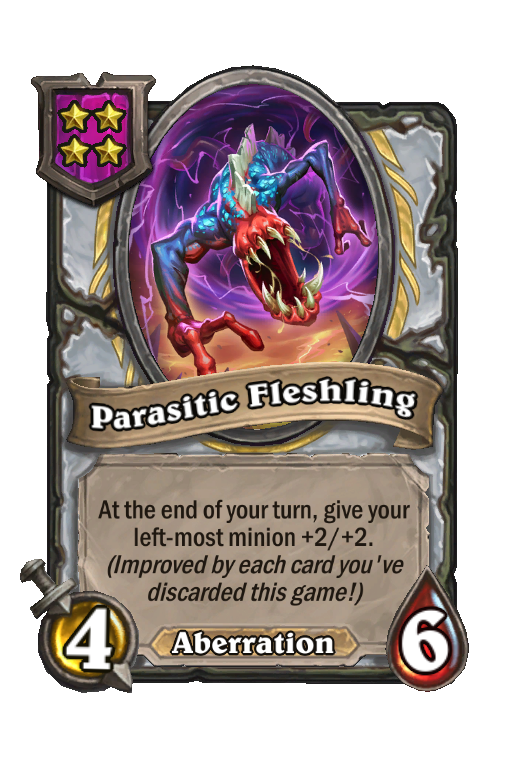 Parasitic Fleshling
At the end of your turn, give your
left-most minion +2/+2.
(Improved by each card you've
discarded this game!)
4
Aberration
6